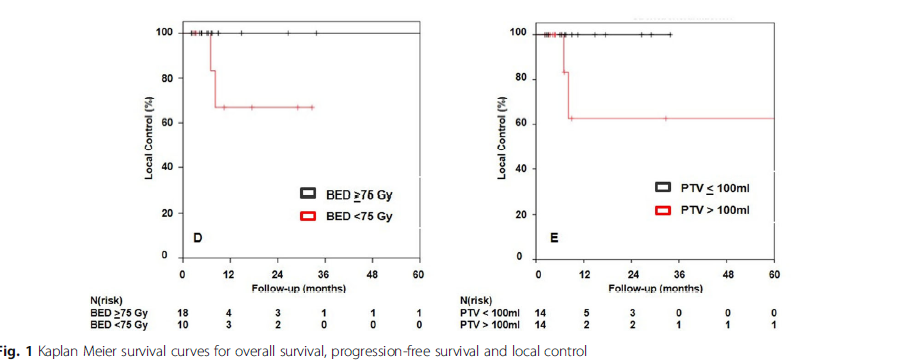 100
80
60
40
20
0
Local Control (%)
BED ≥75 Gy
BED <75 Gy
D
0 12 24 36 48 60
Follow-up (months)
N(risk)
BED ≥75 Gy 18 4 3 1 1 1
BED <75 Gy 10 3 2 0 0 0
100
80
60
40
20
0
Local Control (%)
PTV ≤ 100ml
PTV > 100ml
E
0 12 24 36 48 60
Follow-up (months)
N(risk)
PTV < 100ml 14 5 3 0 0 0
PTV > 100ml 14 2 2 1 1 1
Fig. 1 Kaplan Meier survival curves for overall survival, progression-free survival and local control